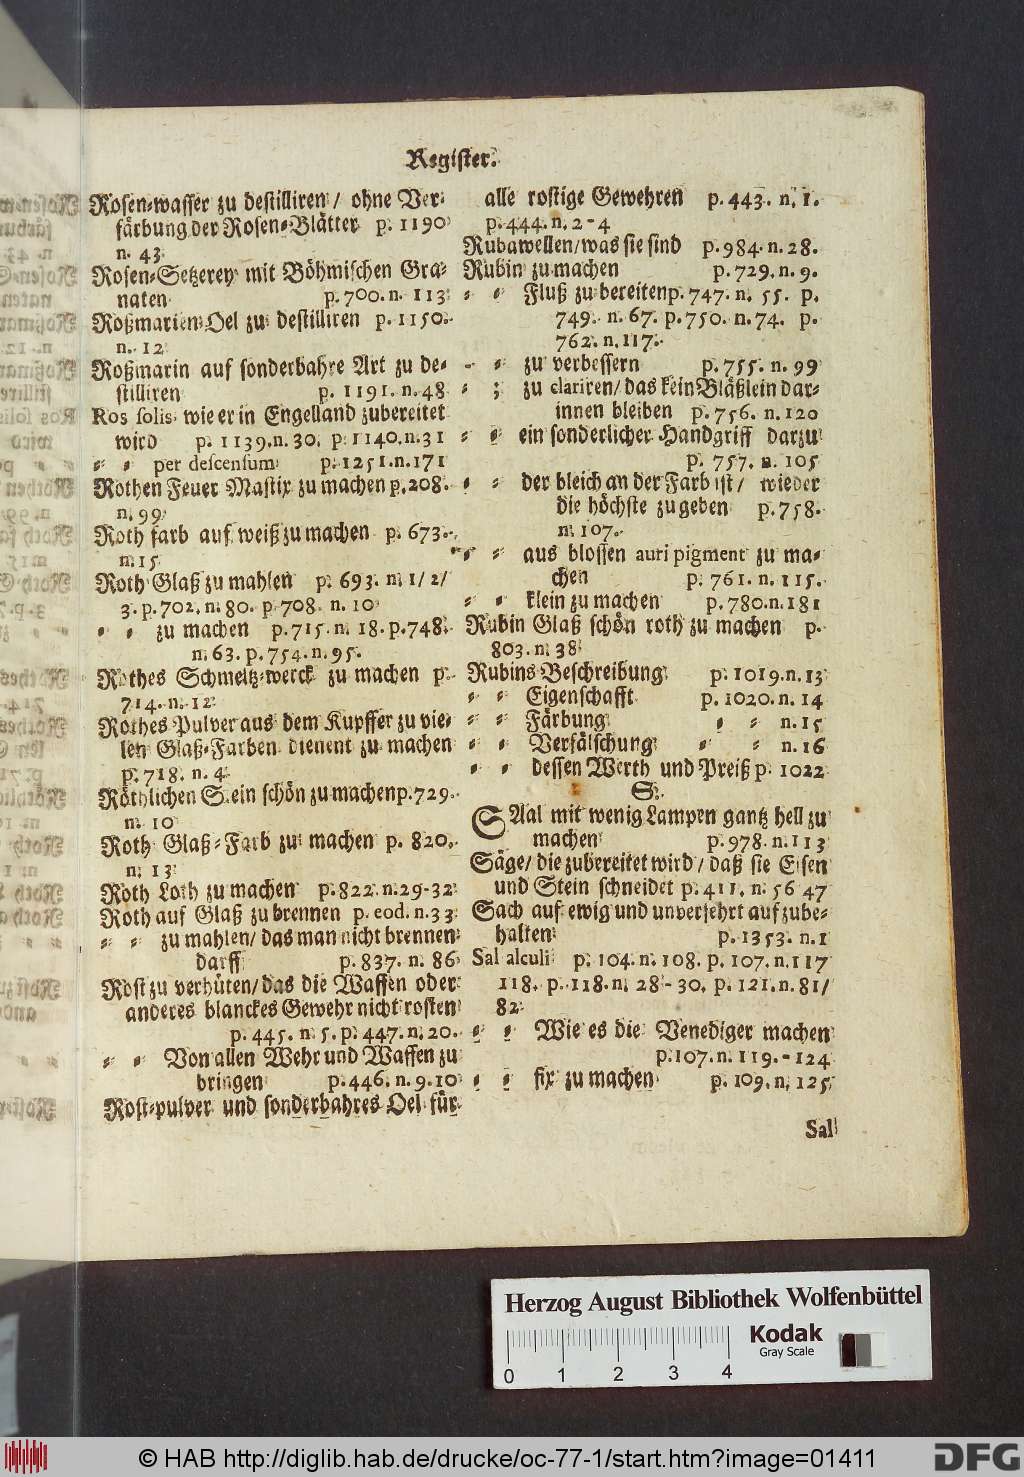 Register.
Rosen-wasser zu destilliren / ohne Ver-
färbung der Rosen-Blätter p. 1190
n. 43
Rosen-Setzerey mit Böhmischen Gra-
naten p. 700. n. 113
Roßmarien-Oel zu destilliren p. 1150.
n. 12
Roßmarin auf sonderbahre Art zu de-
stilliren p. 1191. n. 48
Ros solis wie er in Engelland zubereitet
wird p. 1139. n. 30. p. 1140. n. 31
= = per descensum p. 1251. n. 171
Rothen Feuer Mastix zu machen p. 208.
n. 99
Roth farb auf weiß zu machen p. 673.
n. 15
Roth Glaß zu mahlen p. 693. n. 1/ 2/
3. p. 702. n. 80. p 708. n. 10
= = zu machen p. 715. n. 18. p. 748.
n. 63. p. 754. n. 95.
Rothes Schmeltz-werck zu machen p.
714. n. 12
Rothes Pulver aus dem Kupffer zu vie-
len Glaß-Farben dienent zu machen
p. 718. n. 4
Röthlichen Stein schön zu machen p. 729.
n. 10
Roth Glaß-Farb zu machen p. 820.
n. 13
Roth Loth zu machen p. 822. n. 29-32
Roth auf Glaß zu brennen p. eod. n. 33
= = zu mahlen / das man nicht brennen
darff p. 837. n. 86
Rost zu verhüten / das die Waffen oder
anderes blanckes Gewehr nicht rosten
p. 445. n. 5. p. 447. n. 20.
= = Von allen Wehr und Waffen zu
bringen p. 446. n. 9. 10
Rost-pulver und sonderbahres Oel für
alle rostige Gewehren p. 443. n. 1.
p. 444. n. 2-4
Rubawellen / was sie sind p. 984. n. 28.
Rubin zu machen p. 729. n. 9.
= = Fluß zu bereiten p. 747. n. 55. p.
749. n. 67. p. 750. n. 74. p.
762. n. 117.
= = zu verbessern p. 755. n. 99
= = zu clariren / das kein Bläßlein dar-
innen bleiben p. 756. n. 120
= = ein sonderlicher Handgriff darzu
p. 757. n. 105
= = der bleich an der Farb ist / wieder
die höchste zu geben p. 758.
n. 107.
= = aus blossen auri pigment zu ma-
chen p. 761. n. 115.
= = klein zu machen p. 780. n. 181
Rubin Glaß schön roth zu machen p.
803. n. 38
Rubins Beschreibung p. 1019. n. 13
= = Eigenschafft p. 1020. n. 14
= = Färbung = = n. 15
= = Verfälschung = = n. 16
= = dessen Werth und Preiß p. 1022
S.
SAal mit wenig Lampen gantz hell zu
machen p. 978. n. 113
Säge / die zubereitet wird / daß sie Eisen
und Stein schneidet p. 411. n. 56 47
Sach auf ewig und unversehrt aufzube-
halten p. 1353. n. 1
Sal alculi p. 104. n. 108. p. 107. n. 117
118. p. 118. n. 28-30. p. 121. n. 81/
82
= = Wie es die Venediger machen
p. 107. n. 119.-124
= = fix zu machen p. 109. n. 125
Sal
Herzog August Bibliothek Wolfenbüttel
Kodak
Gray Scale
0 1 2 3 4
© HAB http://diglib.hab.de/drucke/oc-77-1/start.htm?image=01411
DFG